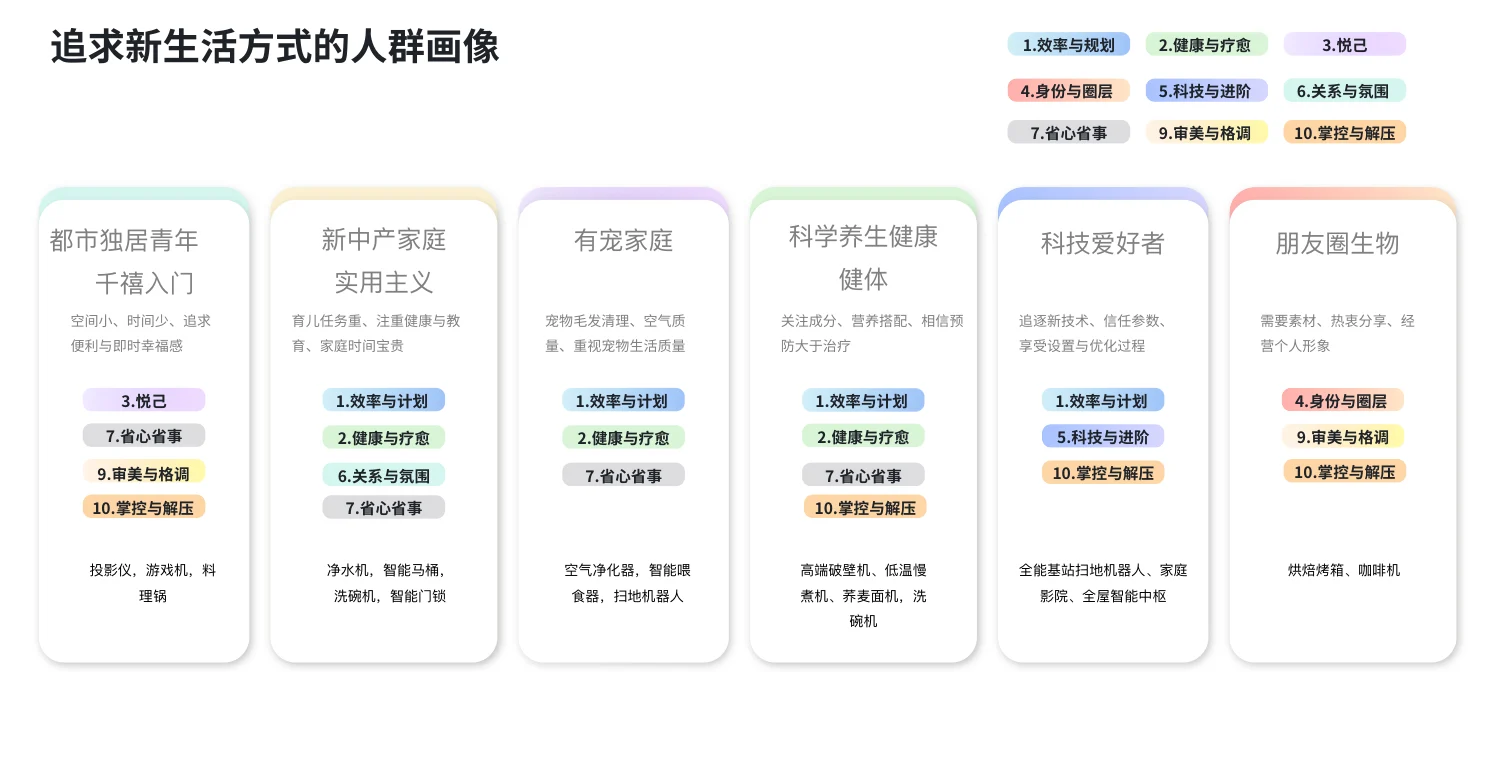 追求新生活方式的人群画像
1.效率与规划
2.健康与疗愈
3.悦己
4.身份与圈层
5.科技与进阶
6.关系与氛围
7.省心省事
9.审美与格调
10.掌控与解压
都市独居青年
千禧入门
空间小、时间少、追求
便利与即时幸福感
3.悦己
7.省心省事
9.审美与格调
10.掌控与解压
投影仪，游戏机，料
理锅
新中产家庭
实用主义
育儿任务重、注重健康与教
育、家庭时间宝贵
1.效率与计划
2.健康与疗愈
6.关系与氛围
7.省心省事
净水机，智能马桶，
洗碗机，智能门锁
有宠家庭
宠物毛发清理、空气质
量、重视宠物生活质量
1.效率与计划
2.健康与疗愈
7.省心省事
空气净化器，智能喂
食器，扫地机器人
科学养生健康
健体
关注成分、营养搭配、相信预
防大于治疗
1.效率与计划
2.健康与疗愈
7.省心省事
10.掌控与解压
高端破壁机、低温慢
煮机、荞麦面机，洗
碗机
科技爱好者
追逐新技术、信任参数、
享受设置与优化过程
1.效率与计划
5.科技与进阶
10.掌控与解压
全能基站扫地机器人、家庭
影院、全屋智能中枢
朋友圈生物
需要素材、热衷分享、经
营个人形象
4.身份与圈层
9.审美与格调
10.掌控与解压
烘焙烤箱、咖啡机